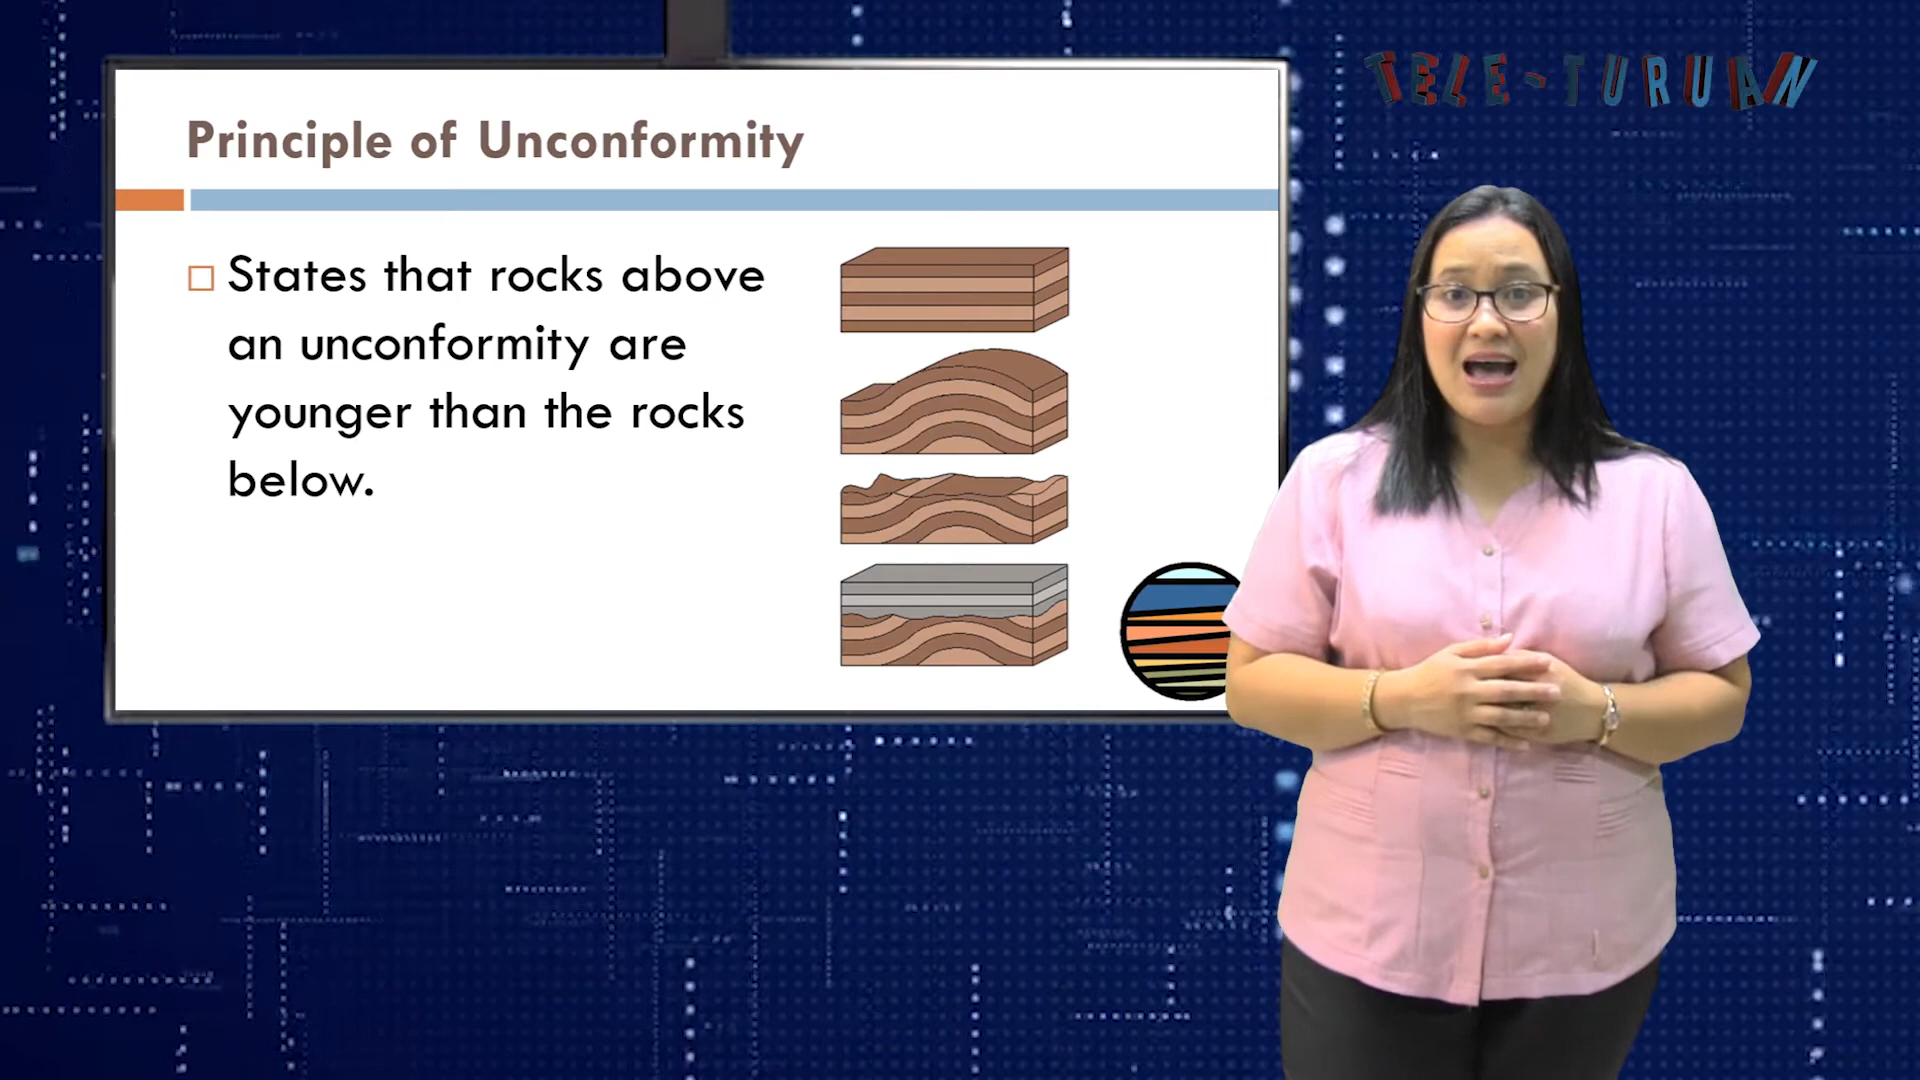 TELE-TURUAN
Principle of Unconformity
States that rocks above
an unconformity are
younger than the rocks
below.